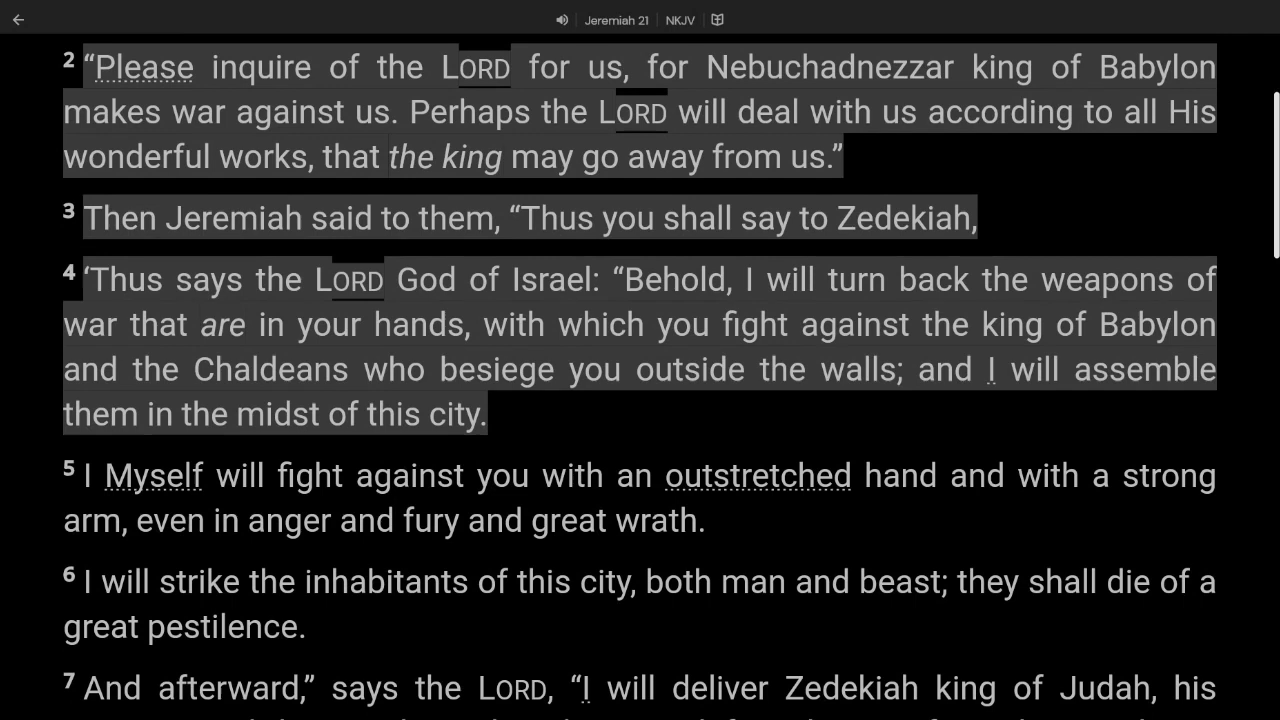 Jeremiah 21 NKJV
2 “Please inquire of the LORD for us, for Nebuchadnezzar king of Babylon
makes war against us. Perhaps the LORD will deal with us according to all His
wonderful works, that the king may go away from us.”
3 Then Jeremiah said to them, “Thus you shall say to Zedekiah,
4 ‘Thus says the LORD God of Israel: “Behold, I will turn back the weapons of
war that are in your hands, with which you fight against the king of Babylon
and the Chaldeans who besiege you outside the walls; and I will assemble
them in the midst of this city.
5 I Myself will fight against you with an outstretched hand and with a strong
arm, even in anger and fury and great wrath.
6 I will strike the inhabitants of this city, both man and beast; they shall die of a
great pestilence.
7 And afterward,” says the LORD, “I will deliver Zedekiah king of Judah, his